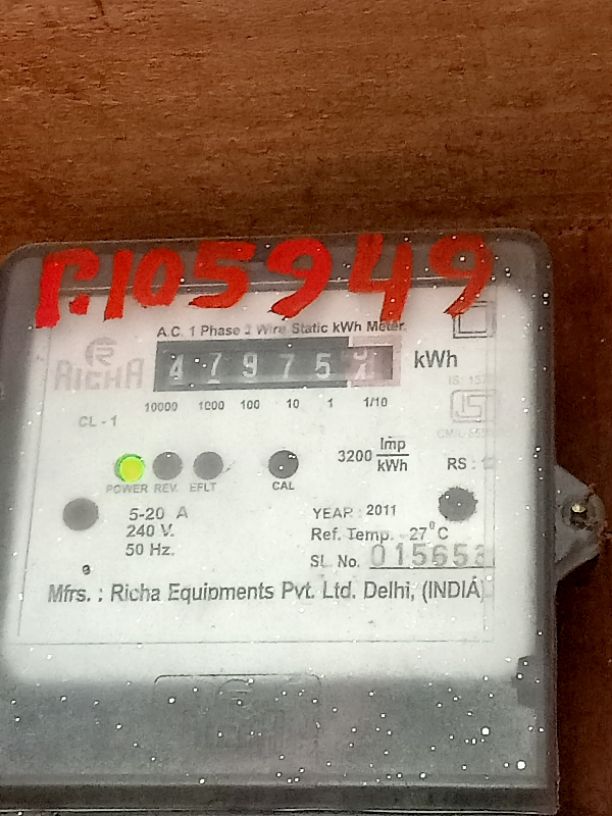 P.105949
A.C. 1 Phase 2 Wire Static kWh Meter.
RICHA
47975 kWh
10000 1000 100 10 1 1/10
CL - 1
3200 Imp/kWh
RS :
POWER REV. EFLT CAL
5-20 A
240 V.
50 Hz.
YEAR : 2011
Ref. Temp. - 27°C
SL. No. 015653
Mfrs. : Richa Equipments Pvt. Ltd. Delhi, (INDIA)